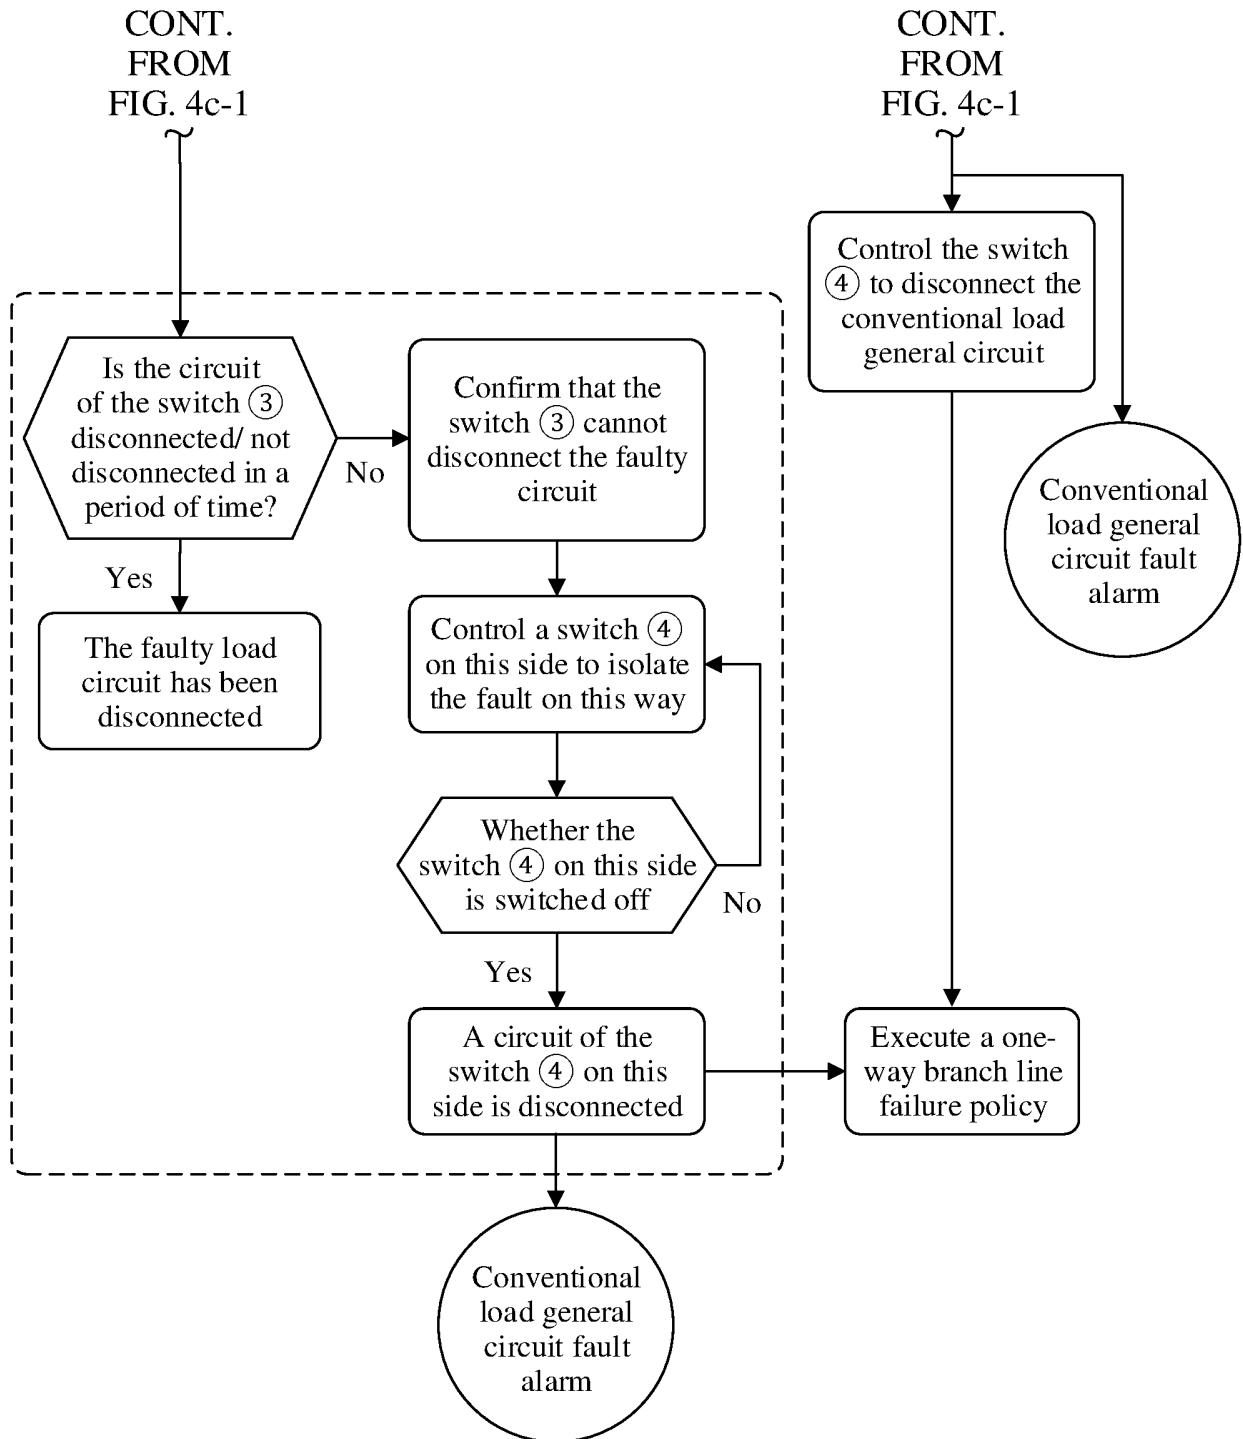 CONT.
FROM
FIG. 4c-1
CONT.
FROM
FIG. 4c-1
Control the switch
④ to disconnect the
conventional load
general circuit
Is the circuit
of the switch ③
disconnected/ not
disconnected in a
period of time?
No
Confirm that the
switch ③ cannot
disconnect the faulty
circuit
Conventional
load general
circuit fault
alarm
Yes
The faulty load
circuit has been
disconnected
Control a switch ④
on this side to isolate
the fault on this way
Whether the
switch ④ on this side
is switched off
No
Yes
A circuit of the
switch ④ on this
side is disconnected
Execute a one-
way branch line
failure policy
Conventional
load general
circuit fault
alarm